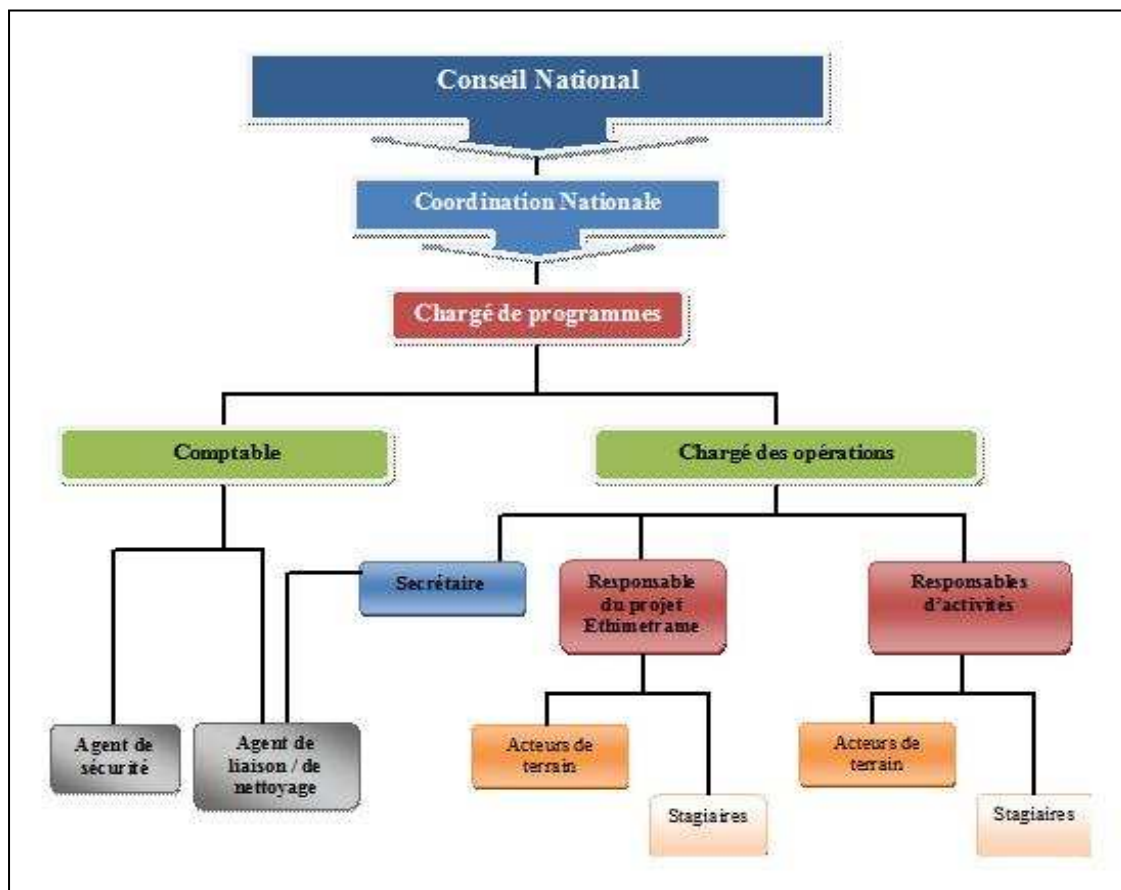 Conseil National
Coordination Nationale
Chargé de programmes
Comptable
Chargé des opérations
Secrétaire
Responsable
du projet
Ethimetrame
Responsables
d'activités
Agent de
sécurité
Agent de
liaison / de
nettoyage
Acteurs de
terrain
Acteurs de
terrain
Stagiaires
Stagiaires